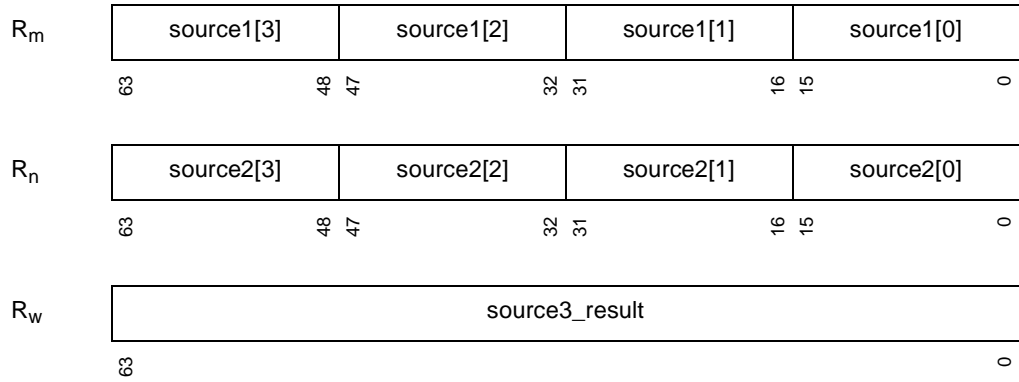 Rm source1[3] source1[2] source1[1] source1[0]
63 48 47 32 31 16 15 0
Rn source2[3] source2[2] source2[1] source2[0]
63 48 47 32 31 16 15 0
Rw source3_result
63 0